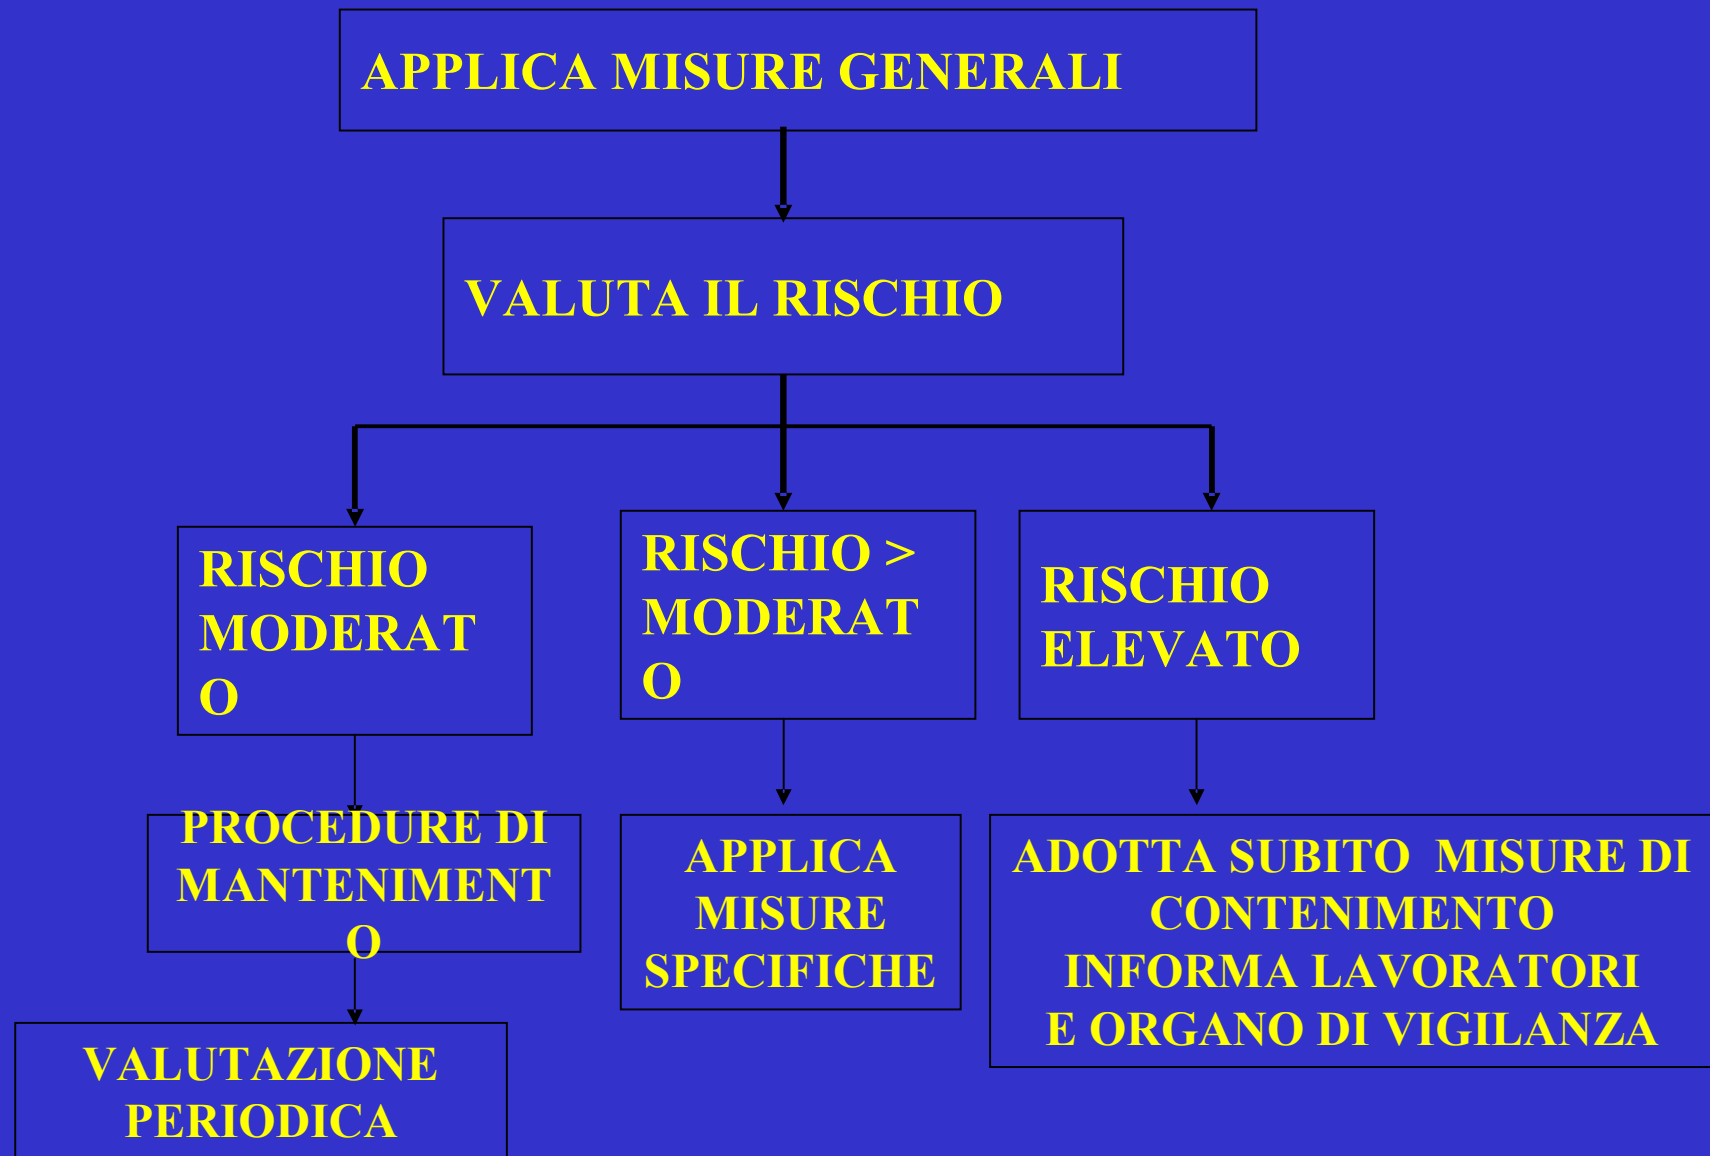 APPLICA MISURE GENERALI
VALUTA IL RISCHIO
RISCHIO
MODERAT
O
RISCHIO >
MODERAT
O
RISCHIO
ELEVATO
PROCEDURE DI
MANTENIMENT
O
APPLICA
MISURE
SPECIFICHE
ADOTTA SUBITO  MISURE DI
CONTENIMENTO
INFORMA LAVORATORI
E ORGANO DI VIGILANZA
VALUTAZIONE
PERIODICA